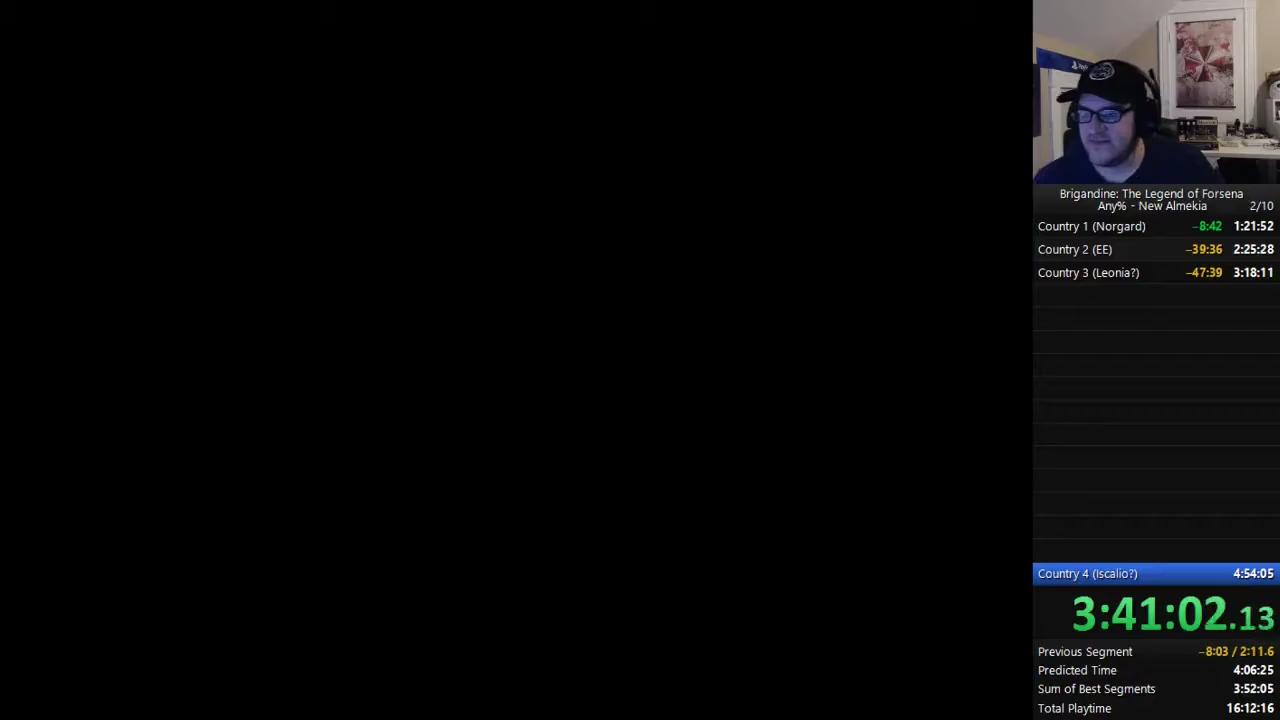 Brigandine: The Legend of Forsena
Any% - New Almekia 2/10
Country 1 (Norgard) −8:42 1:21:52
Country 2 (EE) −39:36 2:25:28
Country 3 (Leonia?) −47:39 3:18:11
Country 4 (Iscalio?) 4:54:05
3:41:02.13
Previous Segment −8:03 / 2:11.6
Predicted Time 4:06:25
Sum of Best Segments 3:52:05
Total Playtime 16:12:16